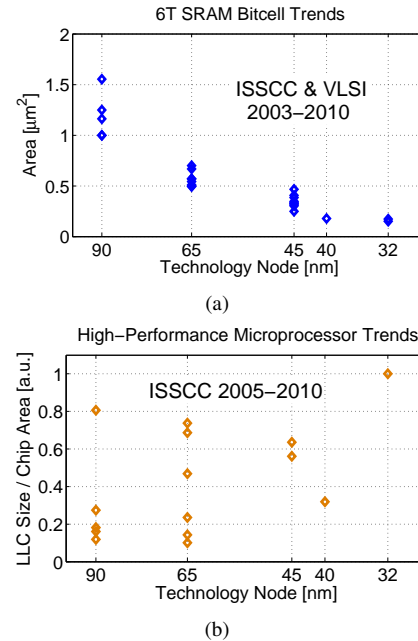 6T SRAM Bitcell Trends
2
1.5
1
0.5
0
Area [μm²]
ISSCC & VLSI
2003−2010
90
65
45
40
32
Technology Node [nm]
(a)
High−Performance Microprocessor Trends
1
0.8
0.6
0.4
0.2
0
LLC Size / Chip Area [a.u.]
ISSCC 2005−2010
90
65
45
40
32
Technology Node [nm]
(b)